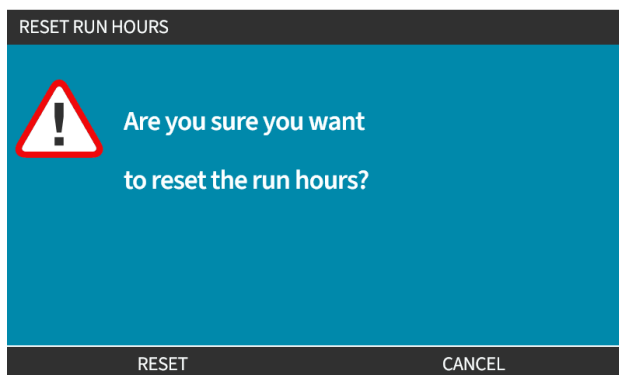 RESET RUN HOURS
!
Are you sure you want
to reset the run hours?
RESET CANCEL